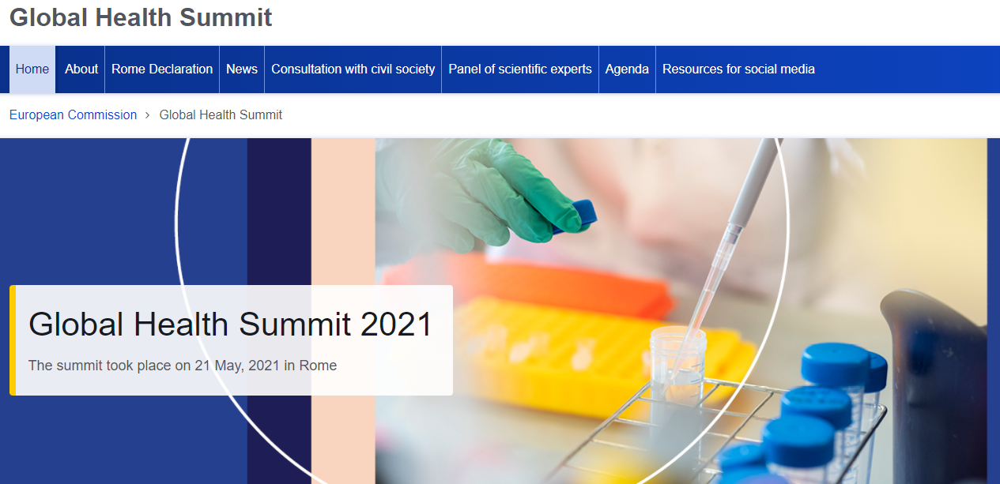 Global Health Summit
Home About Rome Declaration News Consultation with civil society Panel of scientific experts Agenda Resources for social media
European Commission > Global Health Summit
Global Health Summit 2021
The summit took place on 21 May, 2021 in Rome